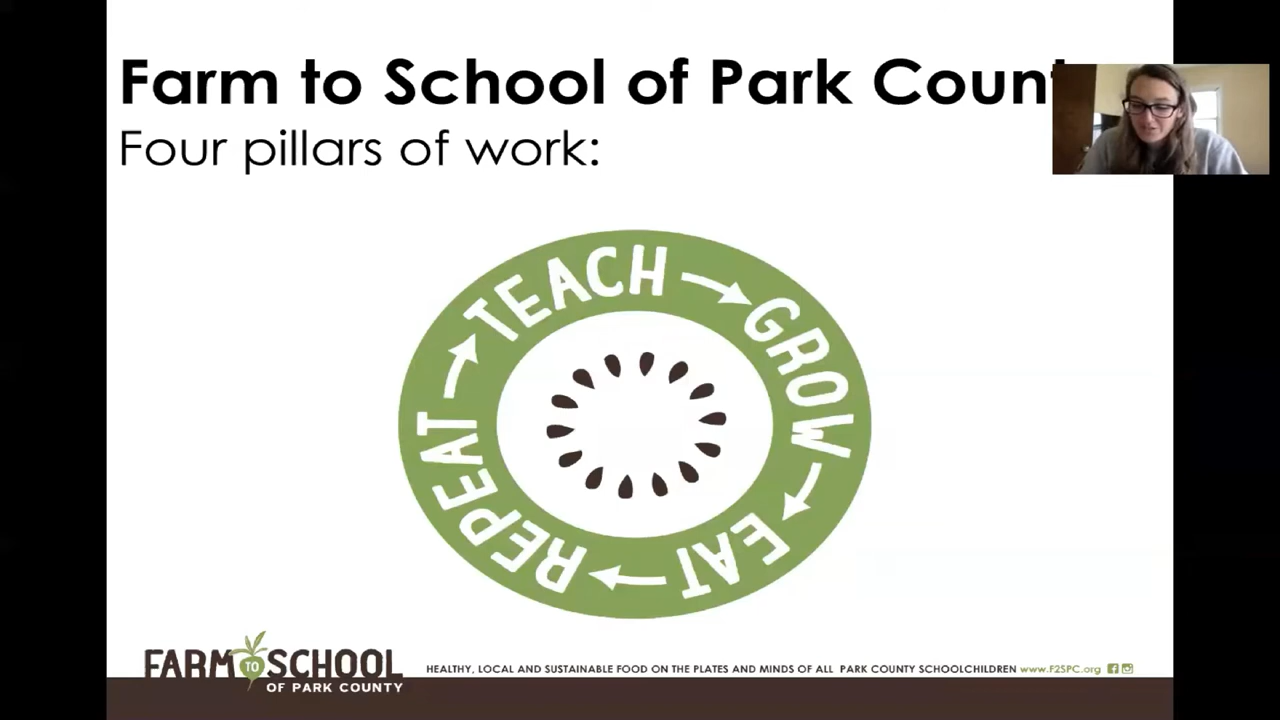 Farm to School of Park Coun
Four pillars of work:
TEACH
GROW
EAT
REPEAT
FARM TO SCHOOL
OF PARK COUNTY
HEALTHY, LOCAL AND SUSTAINABLE FOOD ON THE PLATES AND MINDS OF ALL PARK COUNTY SCHOOLCHILDREN www.F2SPC.org